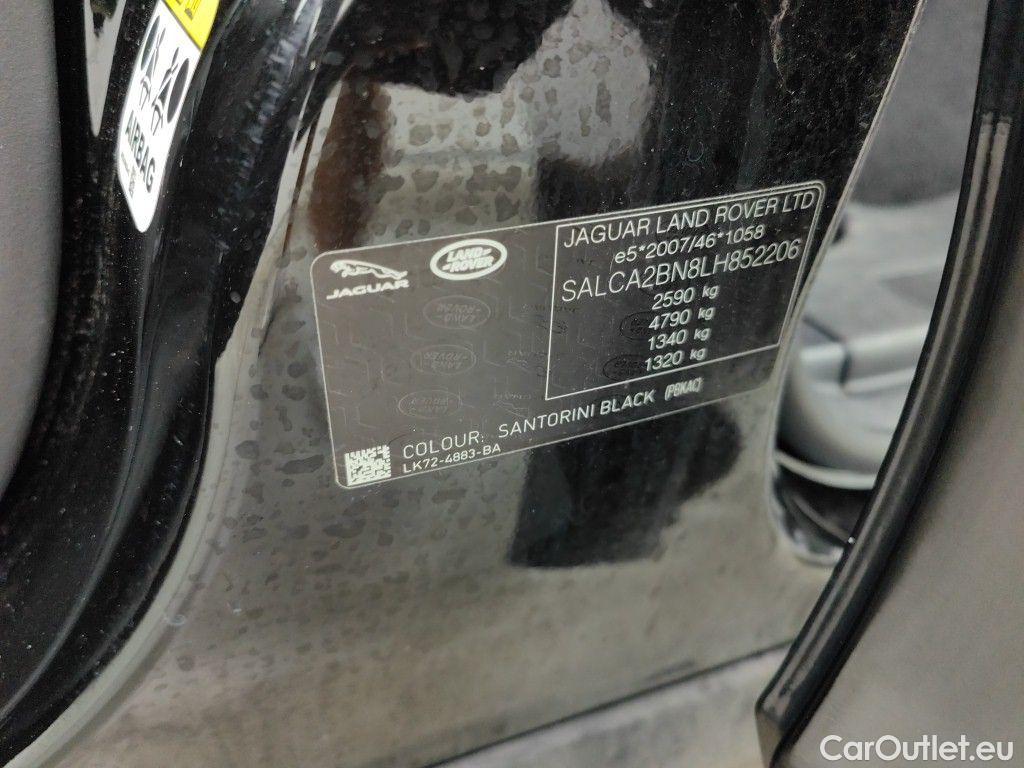 AIRBAG
JAGUAR
LAND
ROVER
JAGUAR LAND ROVER LTD
e5*2007/46*1058
SALCA2BN8LH852206
2590 kg
4790 kg
1340 kg
1320 kg
COLOUR: SANTORINI BLACK (PBKAC)
LK72-4883-BA
CarOutlet.eu